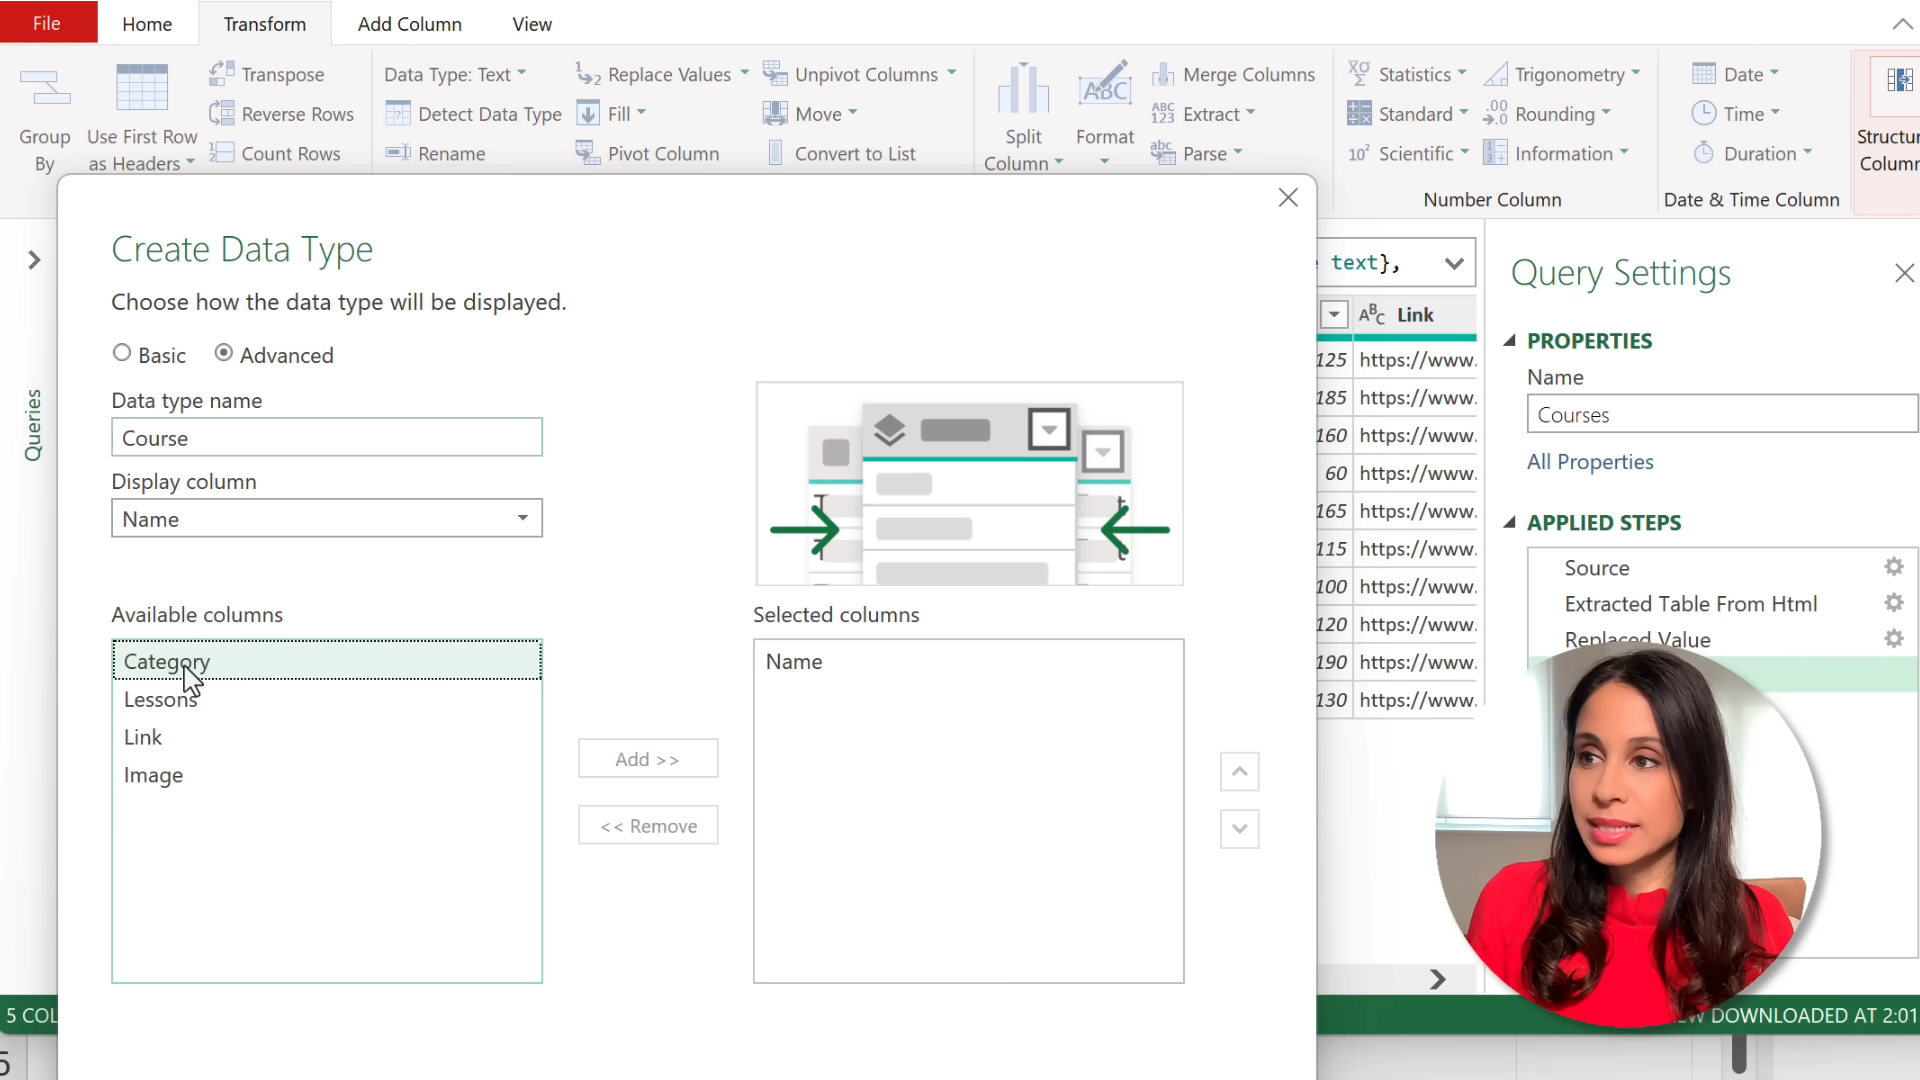 File Home Transform Add Column View
Group By
Use First Row as Headers
Transpose
Reverse Rows
Count Rows
Data Type: Text
Detect Data Type
Rename
Replace Values
Fill
Pivot Column
Unpivot Columns
Move
Convert to List
Split Column
Format
Merge Columns
Extract
Parse
Statistics
Standard
Scientific
Trigonometry
Rounding
Information
Number Column
Date
Time
Duration
Date & Time Column
Create Data Type
Choose how the data type will be displayed.
Basic Advanced
Data type name
Course
Display column
Name
Available columns
Category
Lessons
Link
Image
Add >>
<< Remove
Selected columns
Name
Queries
text},
ABC Link
125 https://www.
185 https://www.
160 https://www.
60 https://www.
165 https://www.
115 https://www.
100 https://www.
120 https://www.
190 https://www.
130 https://www.
Query Settings
PROPERTIES
Name
Courses
All Properties
APPLIED STEPS
Source
Extracted Table From Html
Replaced Value
5 COL
DOWNLOADED AT 2:01